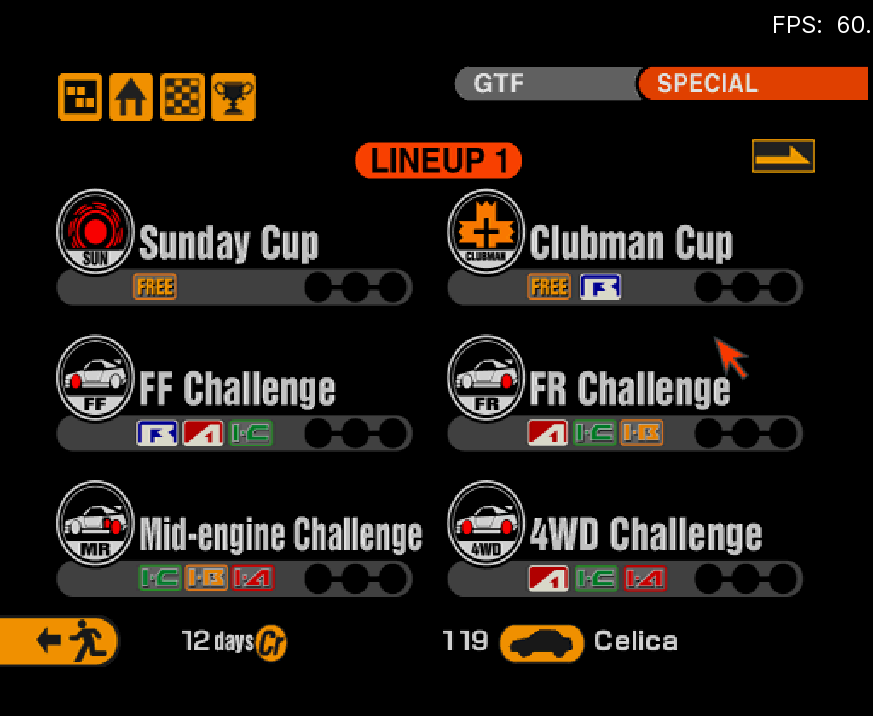 FPS: 60.
GTF SPECIAL
LINEUP 1
Sunday Cup Clubman Cup
SUN CLUBMAN
FREE FREE B
FF Challenge FR Challenge
FF FR
B A I-C A I-C I-B
Mid-engine Challenge 4WD Challenge
MR 4WD
I-C I-B I-A A I-C I-A
12 days Cr 119 Celica